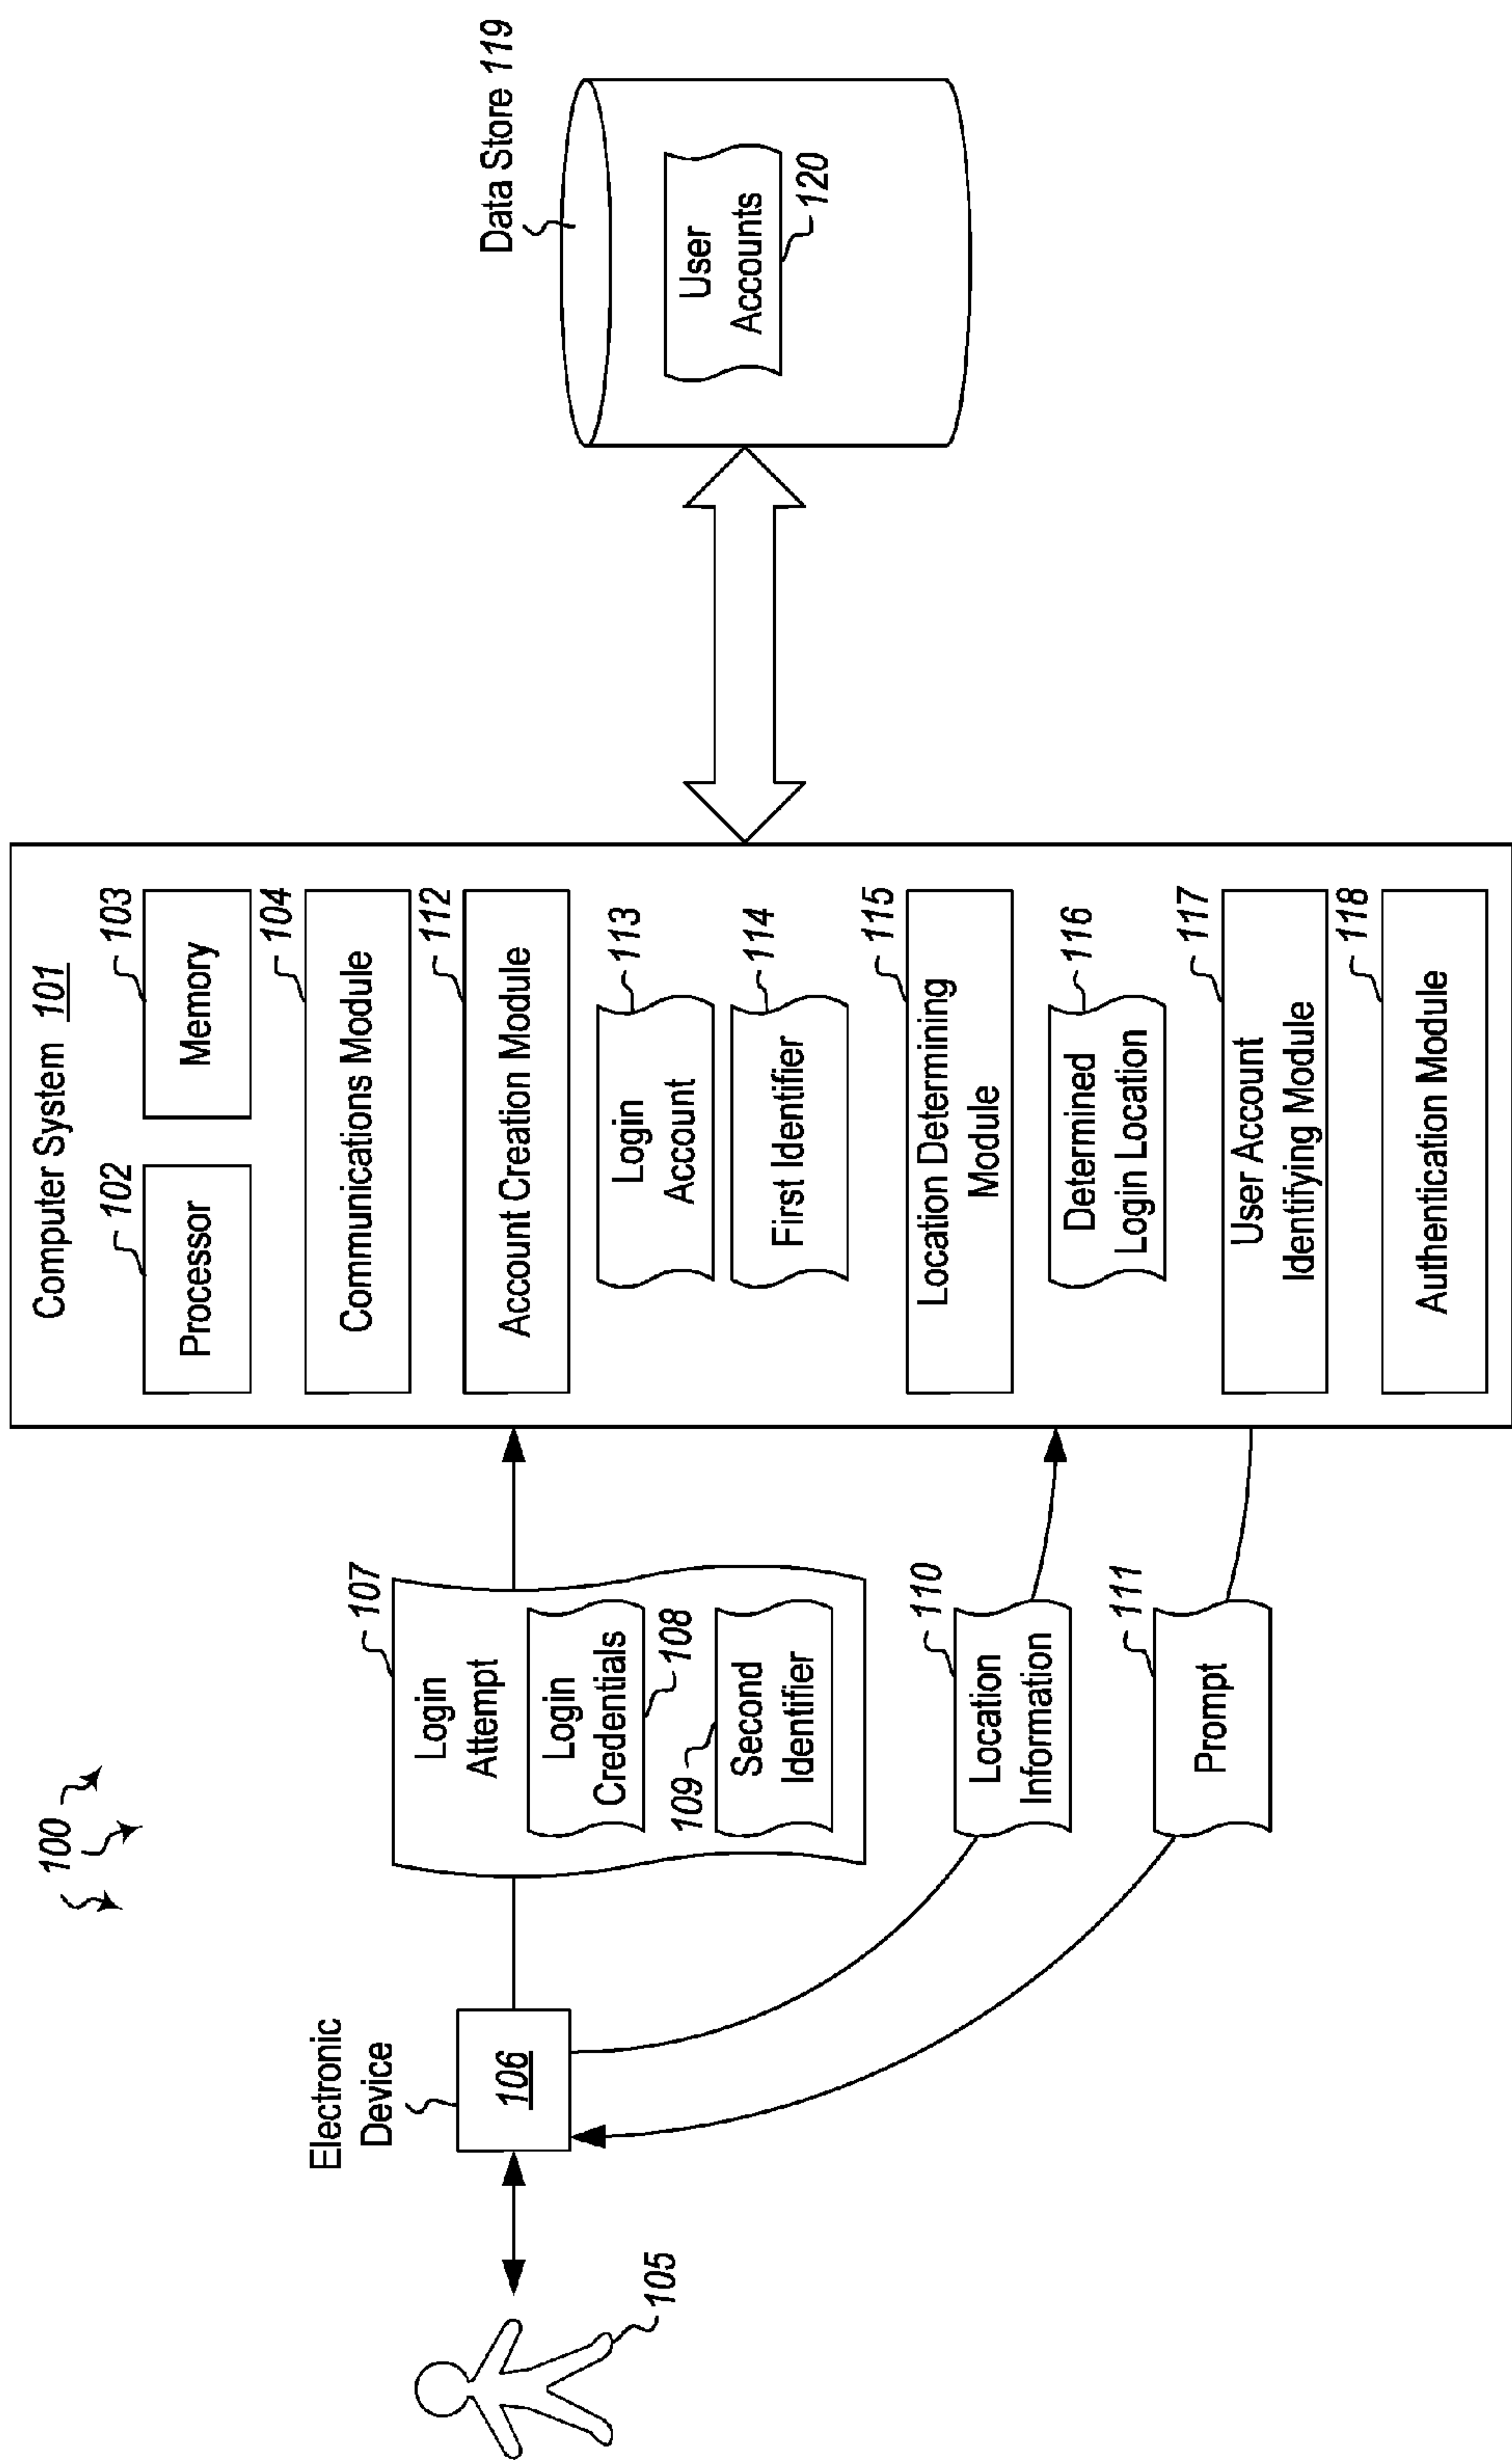 100
Computer System 101
Processor
102
Memory
103
Communications Module
104
Account Creation Module
112
Login
Account
113
First Identifier
114
Location Determining
Module
115
Determined
Login Location
116
User Account
Identifying Module
117
Authentication Module
118
105
Electronic
Device
106
Login
Attempt
107
Login
Credentials
108
Second
Identifier
109
Location
Information
110
Prompt
111
Data Store 119
User
Accounts
120